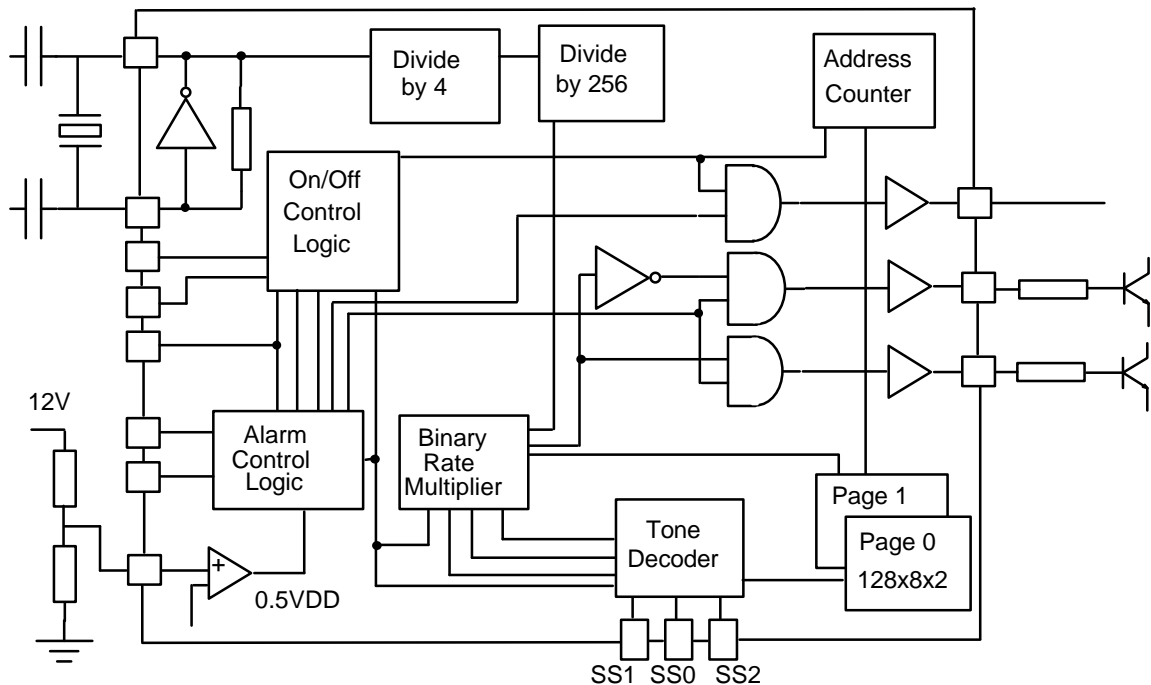 Divide
by 4
Divide
by 256
Address
Counter
On/Off
Control
Logic
12V
Alarm
Control
Logic
Binary
Rate
Multiplier
Page 1
Page 0
128x8x2
Tone
Decoder
+
0.5VDD
SS1 SS0 SS2